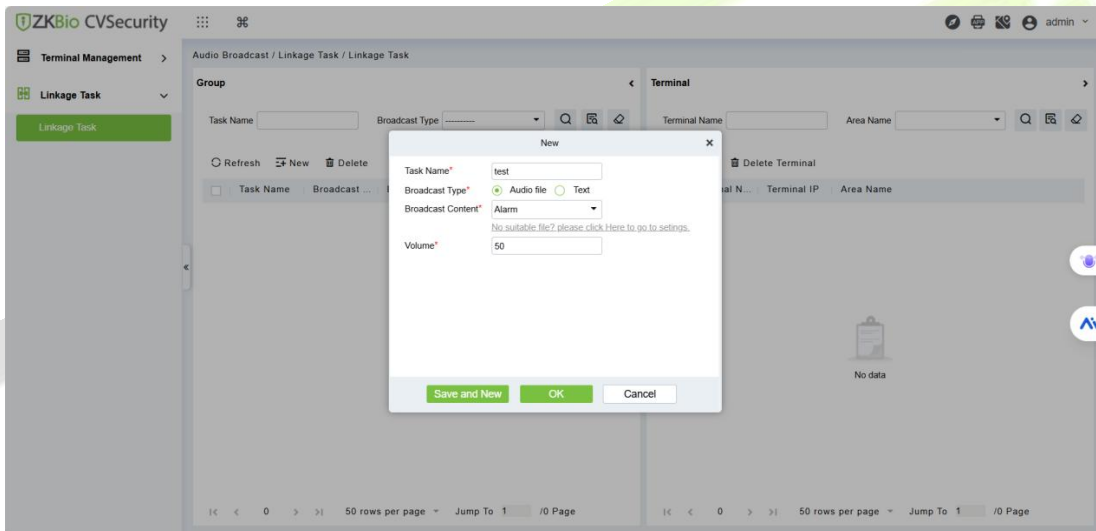 ZKBio CVSecurity
admin
Terminal Management
Linkage Task
Linkage Task
Audio Broadcast / Linkage Task / Linkage Task
Group
Terminal
Task Name
Broadcast Type ----------
Terminal Name
Area Name
Refresh New Delete
Delete Terminal
Task Name Broadcast ...
Terminal IP Area Name
New
Task Name* test
Broadcast Type* Audio file Text
Broadcast Content* Alarm
No suitable file? please click Here to go to setings.
Volume* 50
Save and New OK Cancel
No data
0 50 rows per page Jump To 1 /0 Page
0 50 rows per page Jump To 1 /0 Page